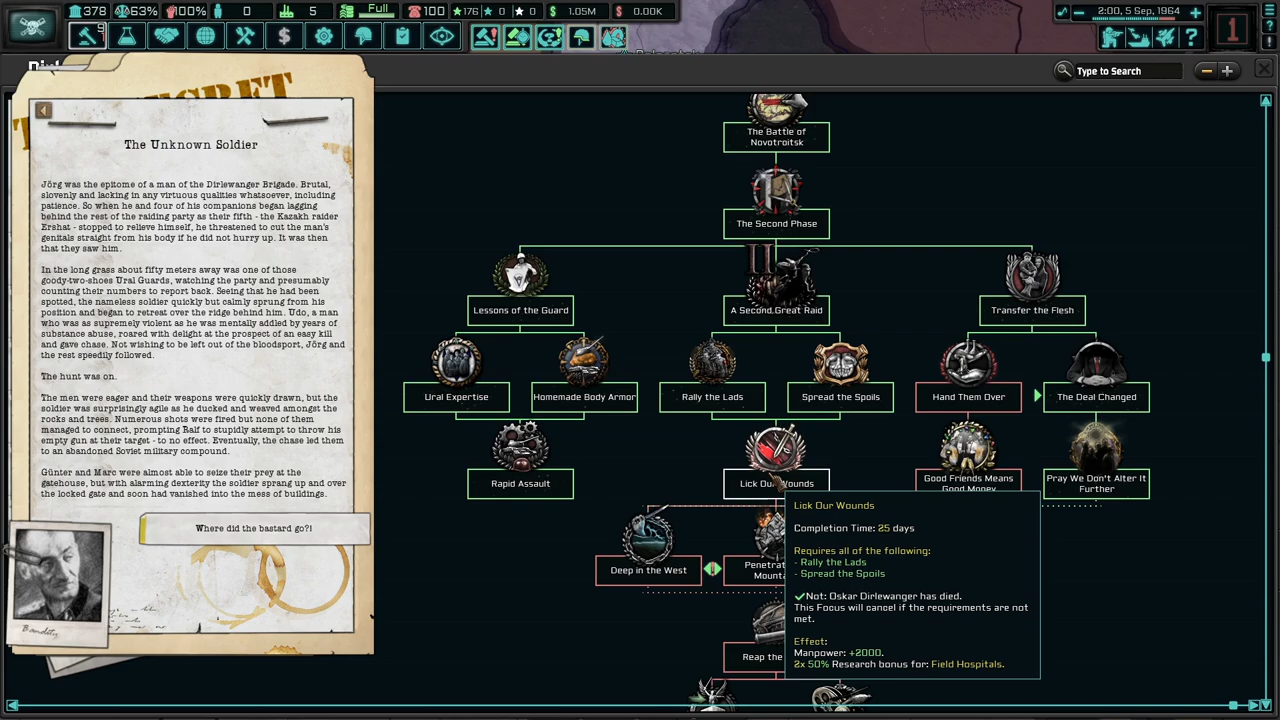 378
63%
100%
0
5
Full
100
176
0
0
1.05M
0.00K
2:00, 5 Sep, 1964
9
1
Type to Search
The Unknown Soldier
Jörg was the epitome of a man of the Dirlewanger Brigade. Brutal,
slovenly and lacking in any virtuous qualities whatsoever, including
patience. So when he and four of his companions began lagging
behind the rest of the raiding party as their fifth - the Kazakh raider
Ershat - stopped to relieve himself, he threatened to cut the man's
genitals straight from his body if he did not hurry up. It was then
that they saw him.
In the long grass about fifty meters away was one of those
goody-two-shoes Ural Guards, watching the party and presumably
counting their numbers to report back. Seeing that he had been
spotted, the nameless soldier quickly but calmly sprung from his
position and began to retreat over the ridge behind him. Udo, a man
who was as supremely violent as he was mentally addled by years of
substance abuse, roared with delight at the prospect of an easy kill
and gave chase. Not wishing to be left out of the bloodsport, Jörg and
the rest speedily followed.
The hunt was on.
The men were eager and their weapons were quickly drawn, but the
soldier was surprisingly agile as he ducked and weaved amongst the
rocks and trees. Numerous shots were fired but none of them
managed to connect, prompting Ralf to stupidly attempt to throw his
empty gun at their target - to no effect. Eventually, the chase led them
to an abandoned Soviet military compound.
Günter and Marc were almost able to seize their prey at the
gatehouse, but with alarming dexterity the soldier sprang up and over
the locked gate and soon had vanished into the mess of buildings.
Where did the bastard go?!
Bandity
The Battle of
Novotroitsk
The Second Phase
Lessons of the Guard
A Second Great Raid
Transfer the Flesh
Ural Expertise
Homemade Body Armor
Rally the Lads
Spread the Spoils
Hand Them Over
The Deal Changed
Rapid Assault
Lick Our Wounds
Good Friends Means
Good Money
Pray We Don't Alter It
Further
Deep in the West
Reap the
Lick Our Wounds
Completion Time: 25 days
Requires all of the following:
- Rally the Lads
- Spread the Spoils
Not: Oskar Dirlewanger has died.
This Focus will cancel if the requirements are not
met.
Effect:
Manpower: +2000.
2x 50% Research bonus for: Field Hospitals.